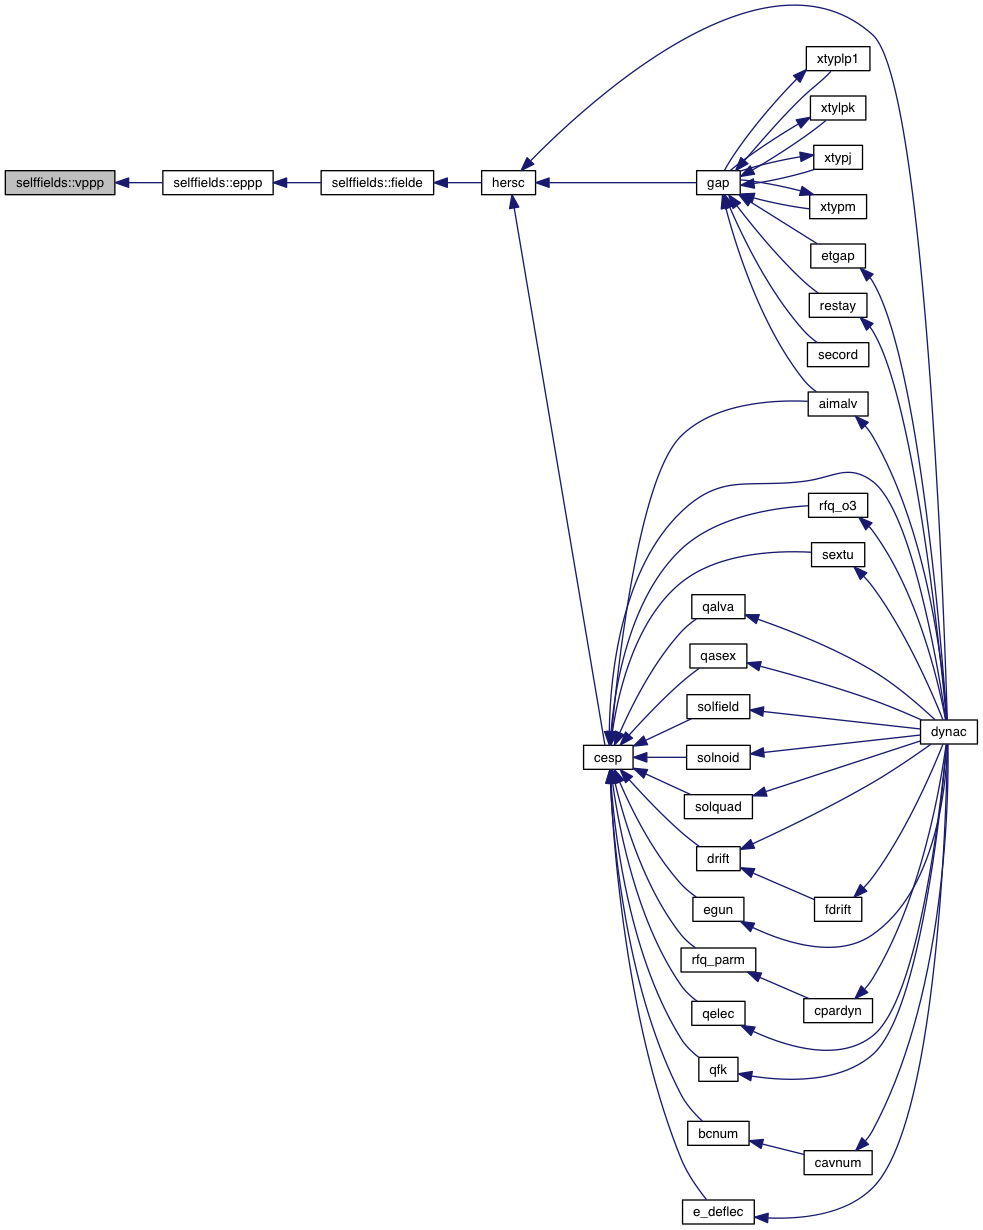 xtyplp1
xtylpk
xtypj
selffields::vppp
selffields::eppp
selffields::fielde
hersc
gap
xtypm
etgap
restay
secord
aimalv
rfq_o3
sextu
qalva
qasex
solfield
dynac
cesp
solnoid
solquad
drift
egun
fdrift
rfq_parm
cpardyn
qelec
qfk
bcnum
cavnum
e_deflec